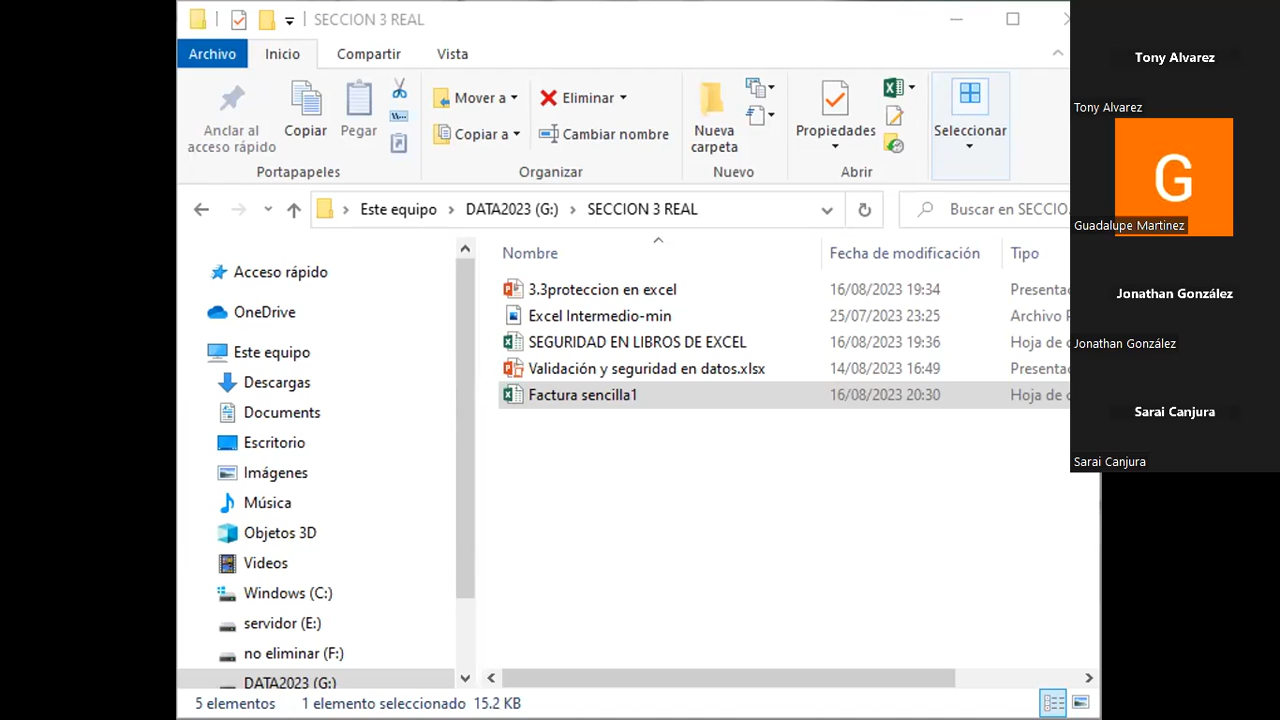 SECCION 3 REAL
Archivo
Inicio
Compartir
Vista
Anclar al
acceso rápido
Copiar
Pegar
Portapapeles
Mover a
Copiar a
Eliminar
Cambiar nombre
Organizar
Nueva
carpeta
Nuevo
Propiedades
Abrir
Seleccionar
Este equipo
DATA2023 (G:)
SECCION 3 REAL
Buscar en SECCIO.
Nombre
Fecha de modificación
Tipo
3.3proteccion en excel 16/08/2023 19:34 Presenta
Excel Intermedio-min 25/07/2023 23:25 Archivo
SEGURIDAD EN LIBROS DE EXCEL 16/08/2023 19:36 Hoja de
Validación y seguridad en datos.xlsx 14/08/2023 16:49 Presenta
Factura sencilla1 16/08/2023 20:30 Hoja de
Acceso rápido
OneDrive
Este equipo
Descargas
Documents
Escritorio
Imágenes
Música
Objetos 3D
Videos
Windows (C:)
servidor (E:)
no eliminar (F:)
DATA2023 (G:)
5 elementos
1 elemento seleccionado 15.2 KB
Tony Alvarez
Tony Alvarez
G
Guadalupe Martinez
Jonathan González
Jonathan González
Sarai Canjura
Sarai Canjura